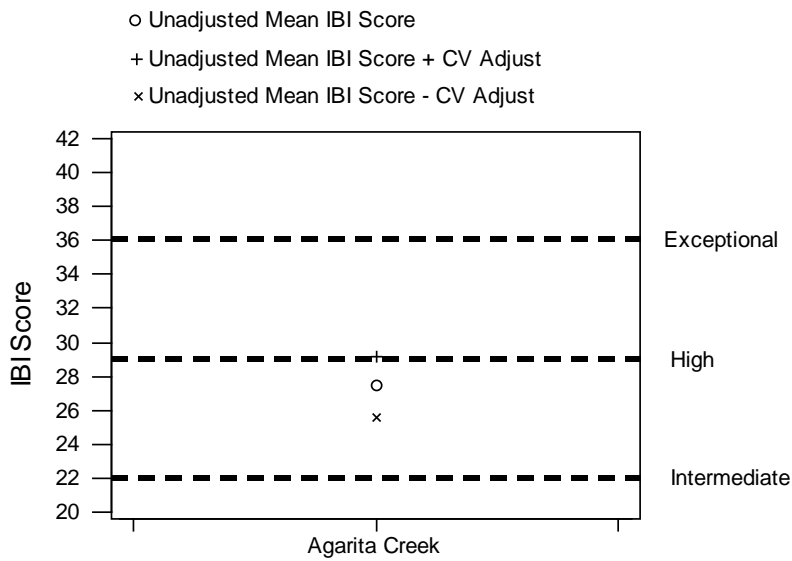 Unadjusted Mean IBI Score
Unadjusted Mean IBI Score + CV Adjust
Unadjusted Mean IBI Score - CV Adjust
42
40
38
36
34
32
30
28
26
24
22
20
IBI Score
Exceptional
High
Intermediate
Agarita Creek